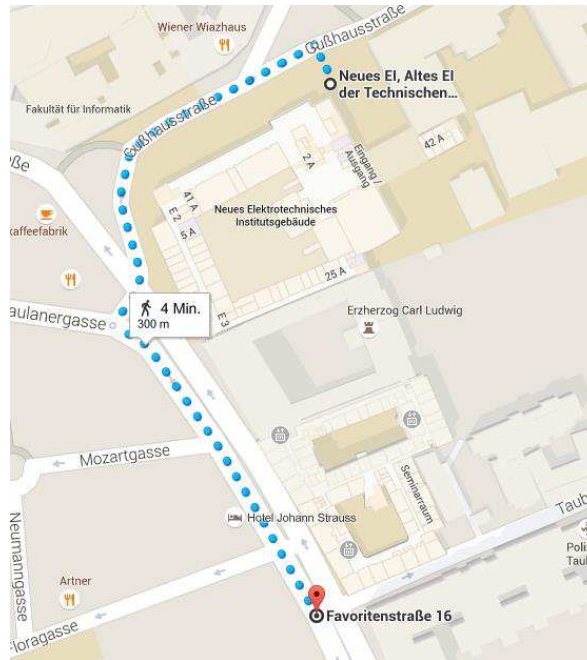 Wiener Wiazhaus
Gußhausstraße
Neues EI, Altes EI
der Technischen...
Fakultät für Informatik
Gußhausstraße
Eingang /
Ausgang
42 A
2 A
41 A
E 2
5 A
Neues Elektrotechnisches
Institutsgebäude
kaffeefabrik
25 A
4 Min.
300 m
E 3
aulanergasse
Erzherzog Carl Ludwig
Mozartgasse
Seminarraum
Neumanngasse
Hotel Johann Strauss
Taub
Poli
Tau
Artner
Favoritenstraße 16
Floragasse